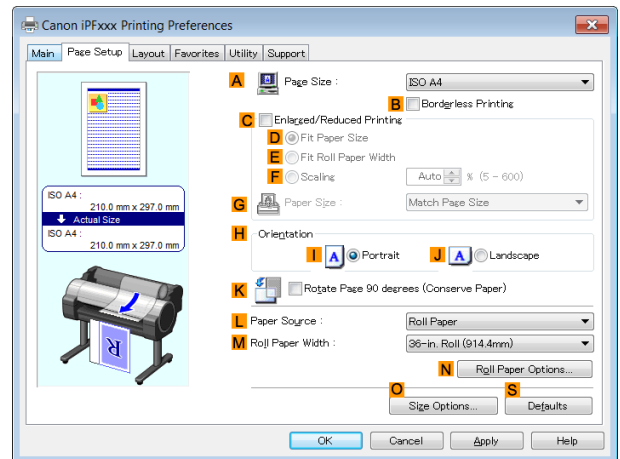 Canon iPFxxx Printing Preferences
Main Page Setup Layout Favorites Utility Support
A Page Size : ISO A4
B Borderless Printing
C Enlarged/Reduced Printing
D Fit Paper Size
E Fit Roll Paper Width
F Scaling Auto % (5 - 600)
G Paper Size : Match Page Size
ISO A4 :
210.0 mm x 297.0 mm
Actual Size
ISO A4 :
210.0 mm x 297.0 mm
H Orientation
I A Portrait J A Landscape
K Rotate Page 90 degrees (Conserve Paper)
L Paper Source : Roll Paper
M Roll Paper Width : 36-in. Roll (914.4mm)
R
N Roll Paper Options...
O S
Size Options... Defaults
OK Cancel Apply Help